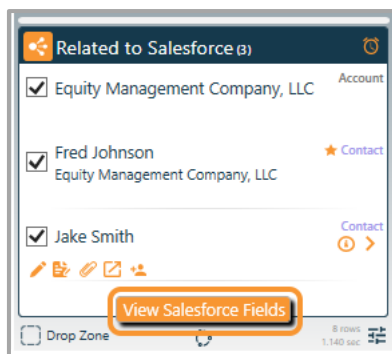 Related to Salesforce (3)
Account
Equity Management Company, LLC
Fred Johnson
Contact
Equity Management Company, LLC
Contact
Jake Smith
View Salesforce Fields
Drop Zone
8 rows
1.140 sec